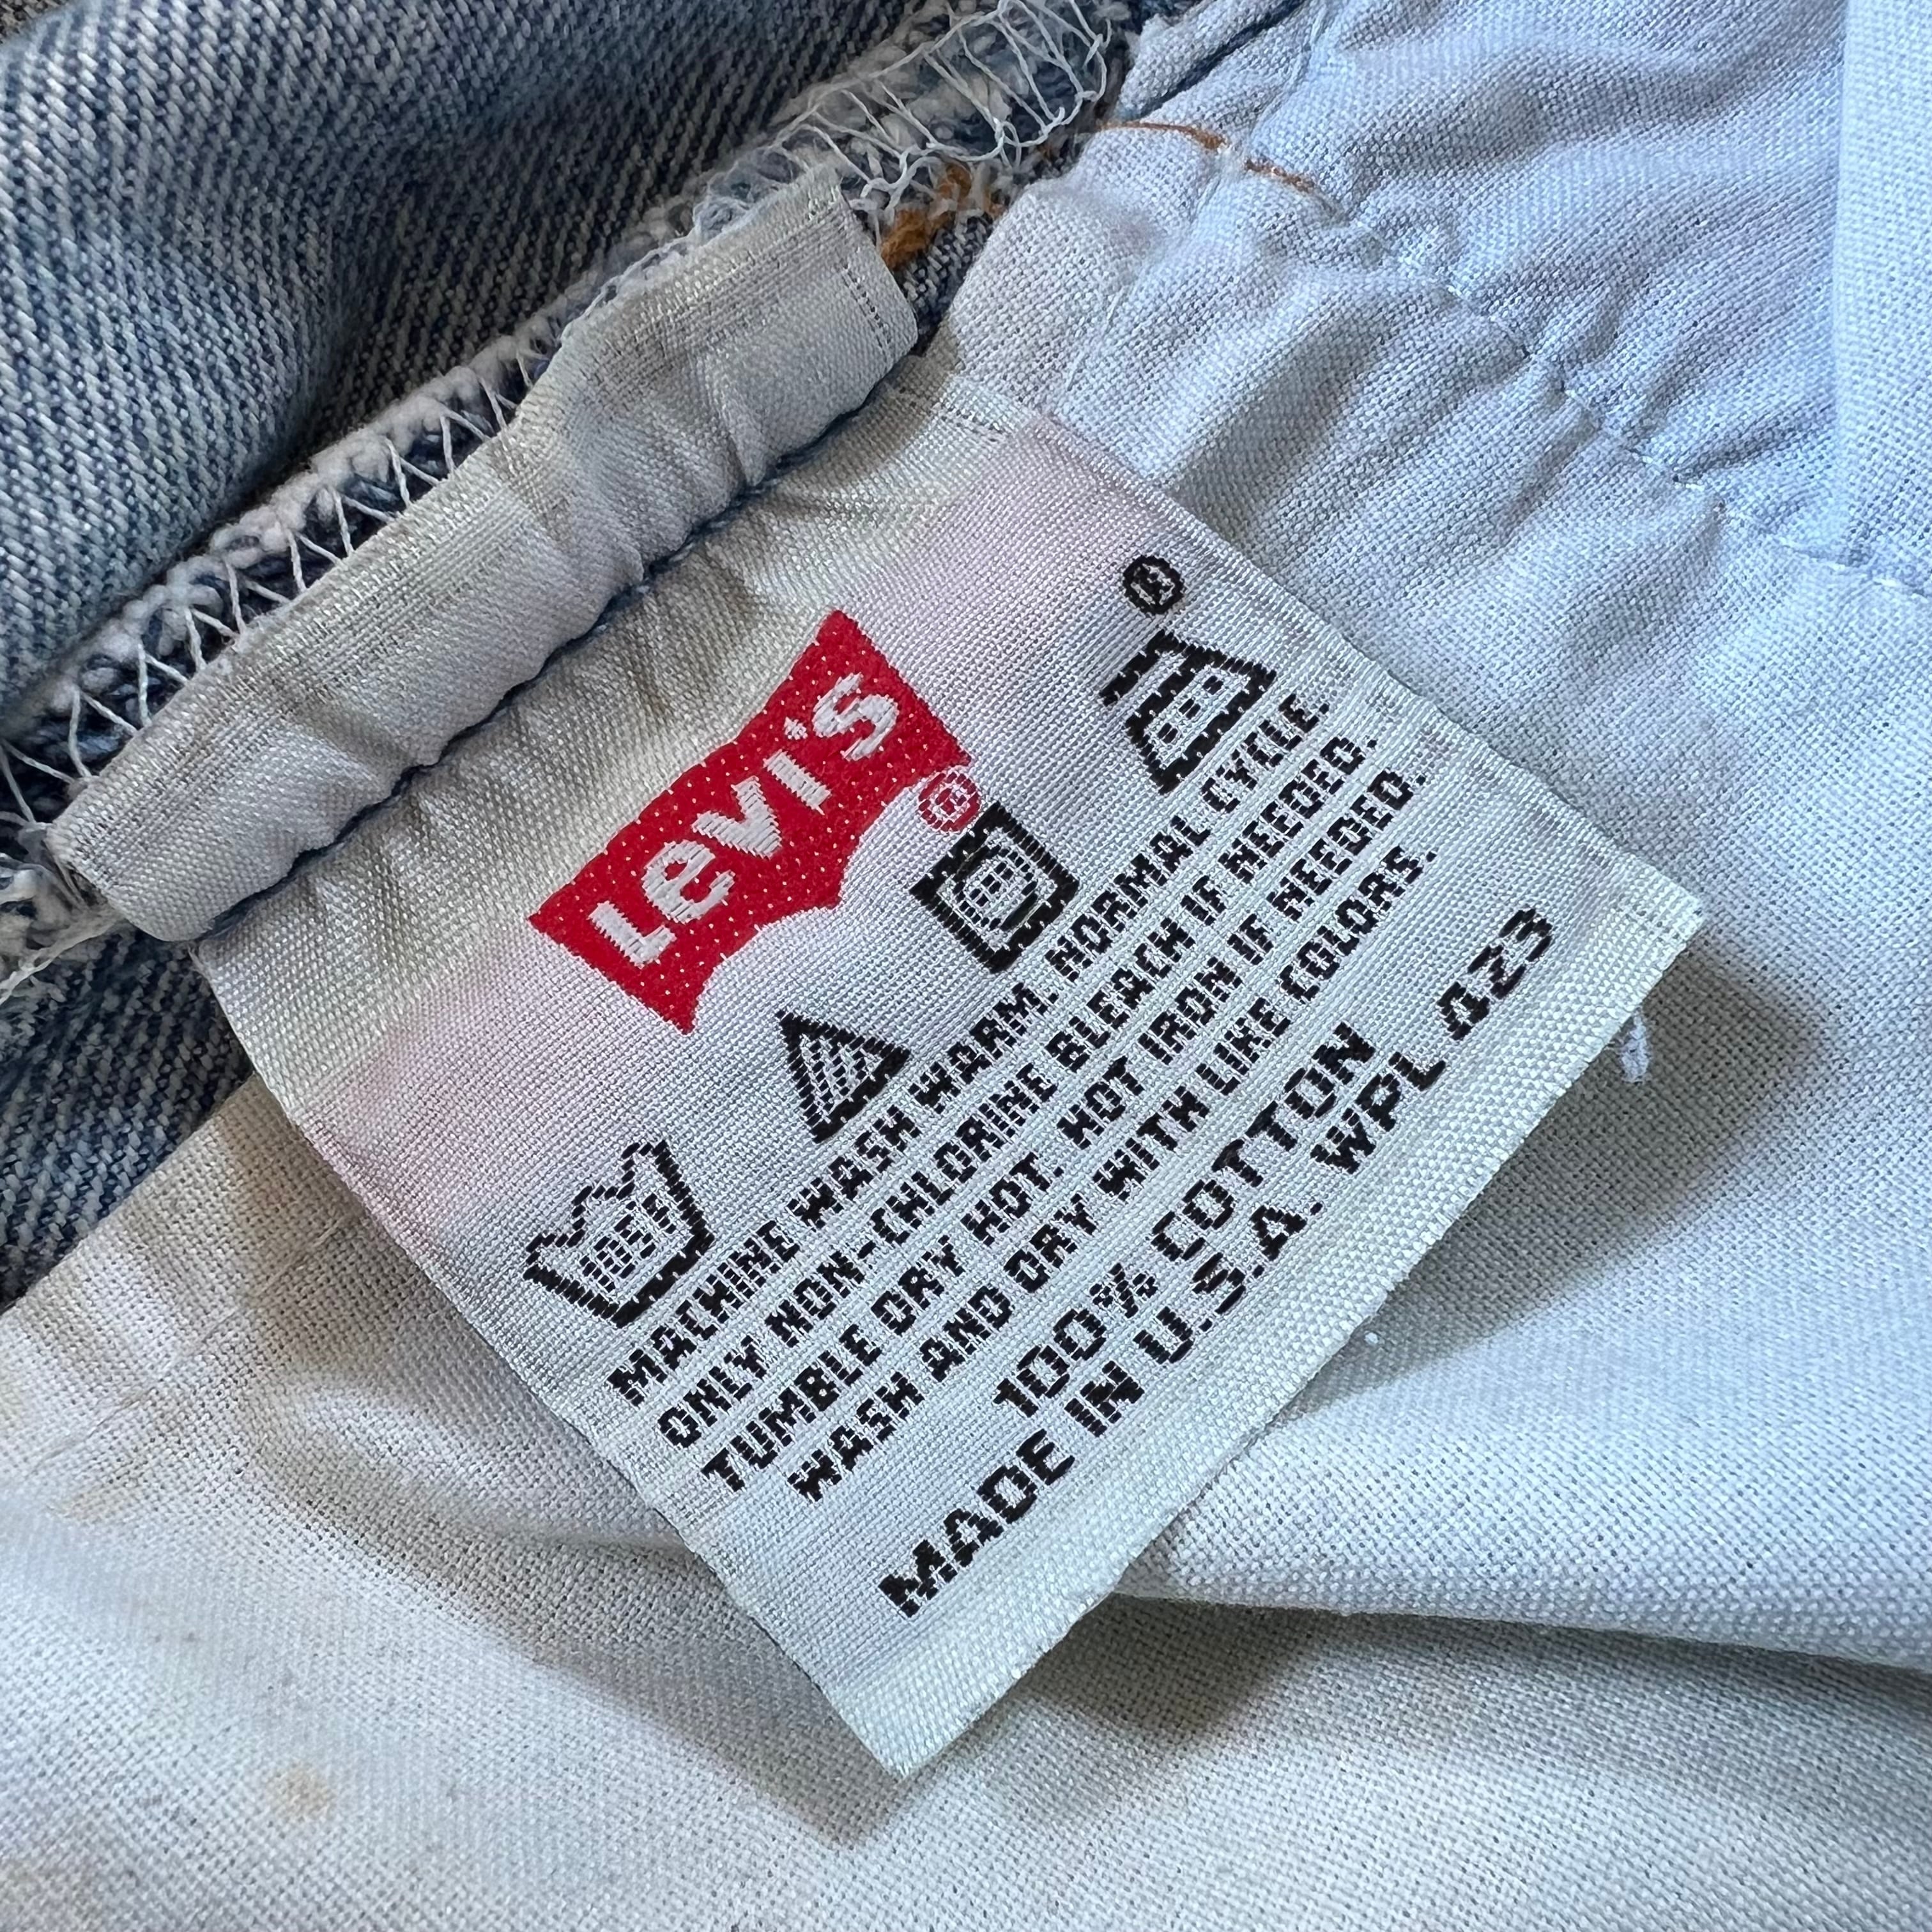 Levi's®
®
105F
MACHINE WASH WARM. NORMAL CYCLE.
ONLY NON-CHLORINE BLEACH IF NEEDED.
TUMBLE DRY HOT. HOT IRON IF NEEDED.
WASH AND DRY WITH LIKE COLORS.
100% COTTON
MADE IN U.S.A. WPL 423